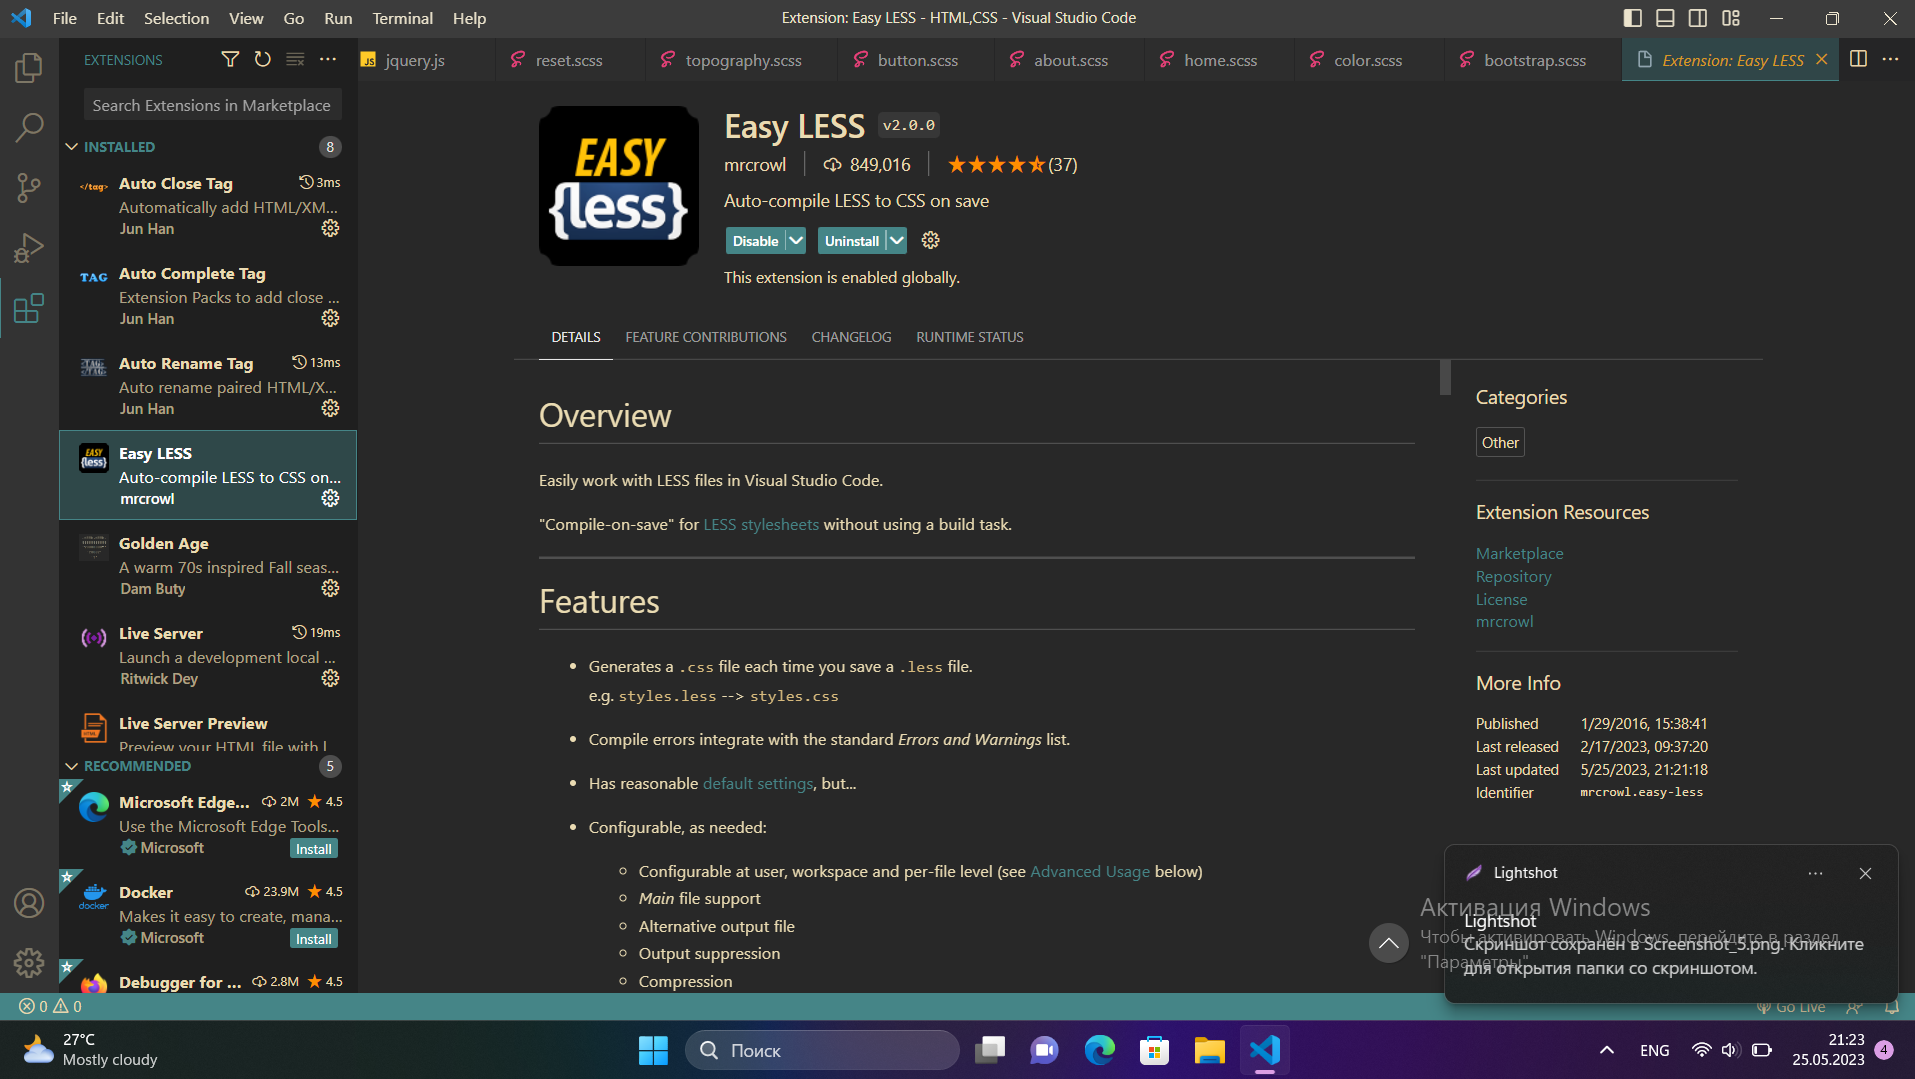 File Edit Selection View Go Run Terminal Help
Extension: Easy LESS - HTML,CSS - Visual Studio Code
EXTENSIONS
JS jquery.js
reset.scss
topography.scss
button.scss
about.scss
home.scss
color.scss
bootstrap.scss
Extension: Easy LESS
Search Extensions in Marketplace
INSTALLED 8
</tag> Auto Close Tag 3ms
Automatically add HTML/XM...
Jun Han
TAG Auto Complete Tag
Extension Packs to add close ...
Jun Han
Auto Rename Tag 13ms
Auto rename paired HTML/X...
Jun Han
EASY {less} Easy LESS
Auto-compile LESS to CSS on...
mrcrowl
Golden Age
A warm 70s inspired Fall seas...
Dam Buty
Live Server 19ms
Launch a development local ...
Ritwick Dey
Live Server Preview
Preview your HTML file with l
RECOMMENDED 5
Microsoft Edge... 2M 4.5
Use the Microsoft Edge Tools...
Microsoft Install
docker Docker 23.9M 4.5
Makes it easy to create, mana...
Microsoft Install
Debugger for ... 2.8M 4.5
EASY
{less}
Easy LESS v2.0.0
mrcrowl 849,016 (37)
Auto-compile LESS to CSS on save
Disable Uninstall
This extension is enabled globally.
DETAILS FEATURE CONTRIBUTIONS CHANGELOG RUNTIME STATUS
Overview
Easily work with LESS files in Visual Studio Code.
"Compile-on-save" for LESS stylesheets without using a build task.
Features
• Generates a .css file each time you save a .less file.
e.g. styles.less --> styles.css
• Compile errors integrate with the standard Errors and Warnings list.
• Has reasonable default settings, but...
• Configurable, as needed:
◦ Configurable at user, workspace and per-file level (see Advanced Usage below)
◦ Main file support
◦ Alternative output file
◦ Output suppression
◦ Compression
Categories
Other
Extension Resources
Marketplace
Repository
License
mrcrowl
More Info
Published 1/29/2016, 15:38:41
Last released 2/17/2023, 09:37:20
Last updated 5/25/2023, 21:21:18
Identifier mrcrowl.easy-less
Lightshot
Активация Windows
Чтобы активировать Windows, перейдите в раздел
"Параметры".
Lightshot
Скриншот сохранён в Screenshot_5.png. Кликните
для открытия папки со скриншотом.
0 0
Go Live
27°C
Mostly cloudy
Поиск
ENG
21:23
25.05.2023
4